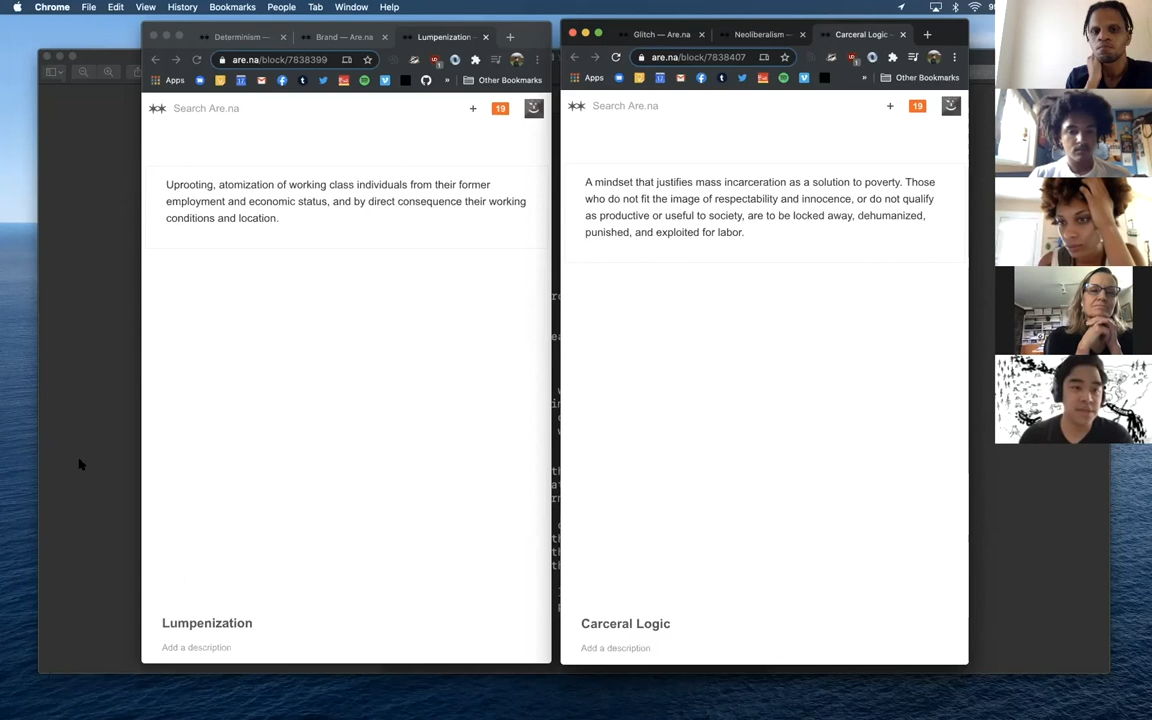 Chrome File Edit View History Bookmarks People Tab Window Help
Determinism — Brand — Are.na Lumpenization
are.na/block/7838399
Apps » Other Bookmarks
Search Are.na + 19
Uprooting, atomization of working class individuals from their former
employment and economic status, and by direct consequence their working
conditions and location.
Lumpenization
Add a description
Glitch — Are.na Neoliberalism — Carceral Logic —
are.na/block/7838407
Apps » Other Bookmarks
Search Are.na + 19
A mindset that justifies mass incarceration as a solution to poverty. Those
who do not fit the image of respectability and innocence, or do not qualify
as productive or useful to society, are to be locked away, dehumanized,
punished, and exploited for labor.
Carceral Logic
Add a description